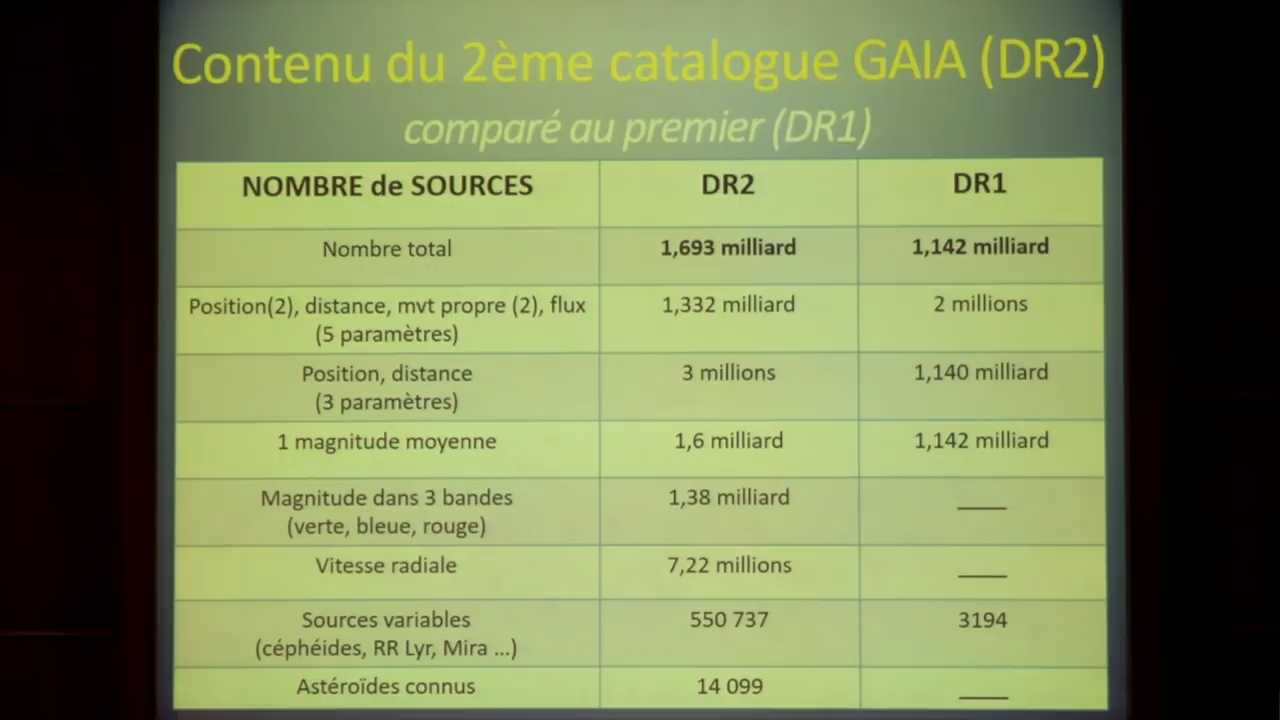 Contenu du 2ème catalogue GAIA (DR2)
comparé au premier (DR1)
NOMBRE de SOURCES DR2 DR1
Nombre total 1,693 milliard 1,142 milliard
Position(2), distance, mvt propre (2), flux
(5 paramètres) 1,332 milliard 2 millions
Position, distance
(3 paramètres) 3 millions 1,140 milliard
1 magnitude moyenne 1,6 milliard 1,142 milliard
Magnitude dans 3 bandes
(verte, bleue, rouge) 1,38 milliard ____
Vitesse radiale 7,22 millions ____
Sources variables
(céphéides, RR Lyr, Mira ...) 550 737 3194
Astéroïdes connus 14 099 ____